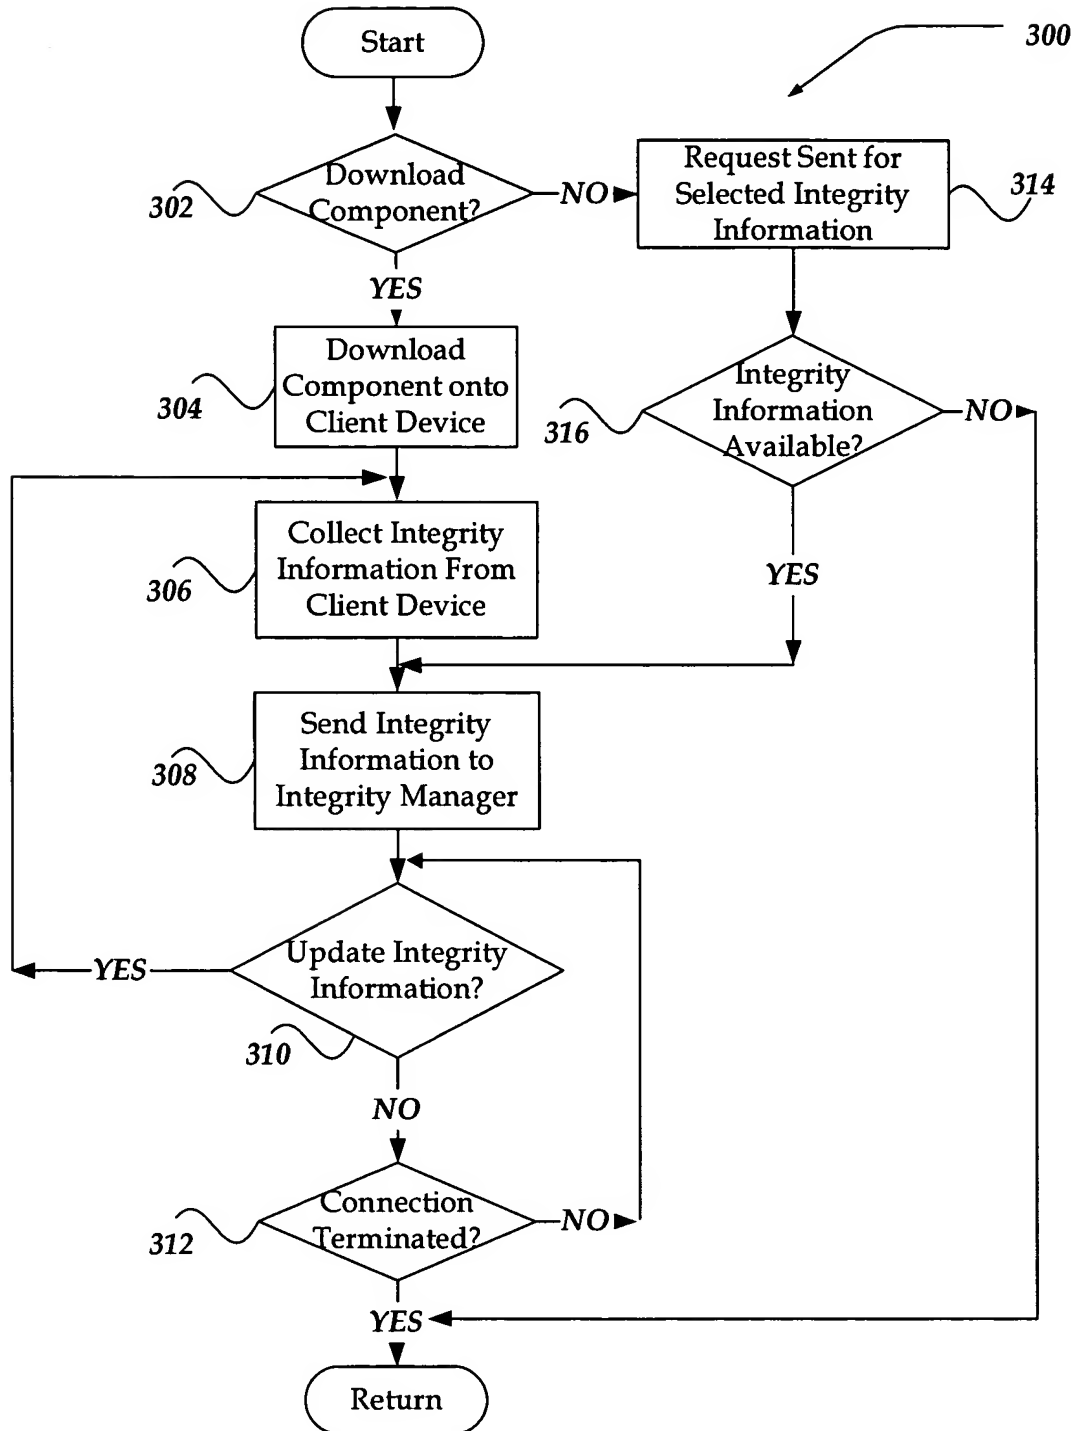 Start
300
302
Download
Component?
NO
Request Sent for
Selected Integrity
Information
314
YES
304
Download
Component onto
Client Device
316
Integrity
Information
Available?
NO
306
Collect Integrity
Information From
Client Device
YES
308
Send Integrity
Information to
Integrity Manager
YES
Update Integrity
Information?
310
NO
312
Connection
Terminated?
NO
YES
Return